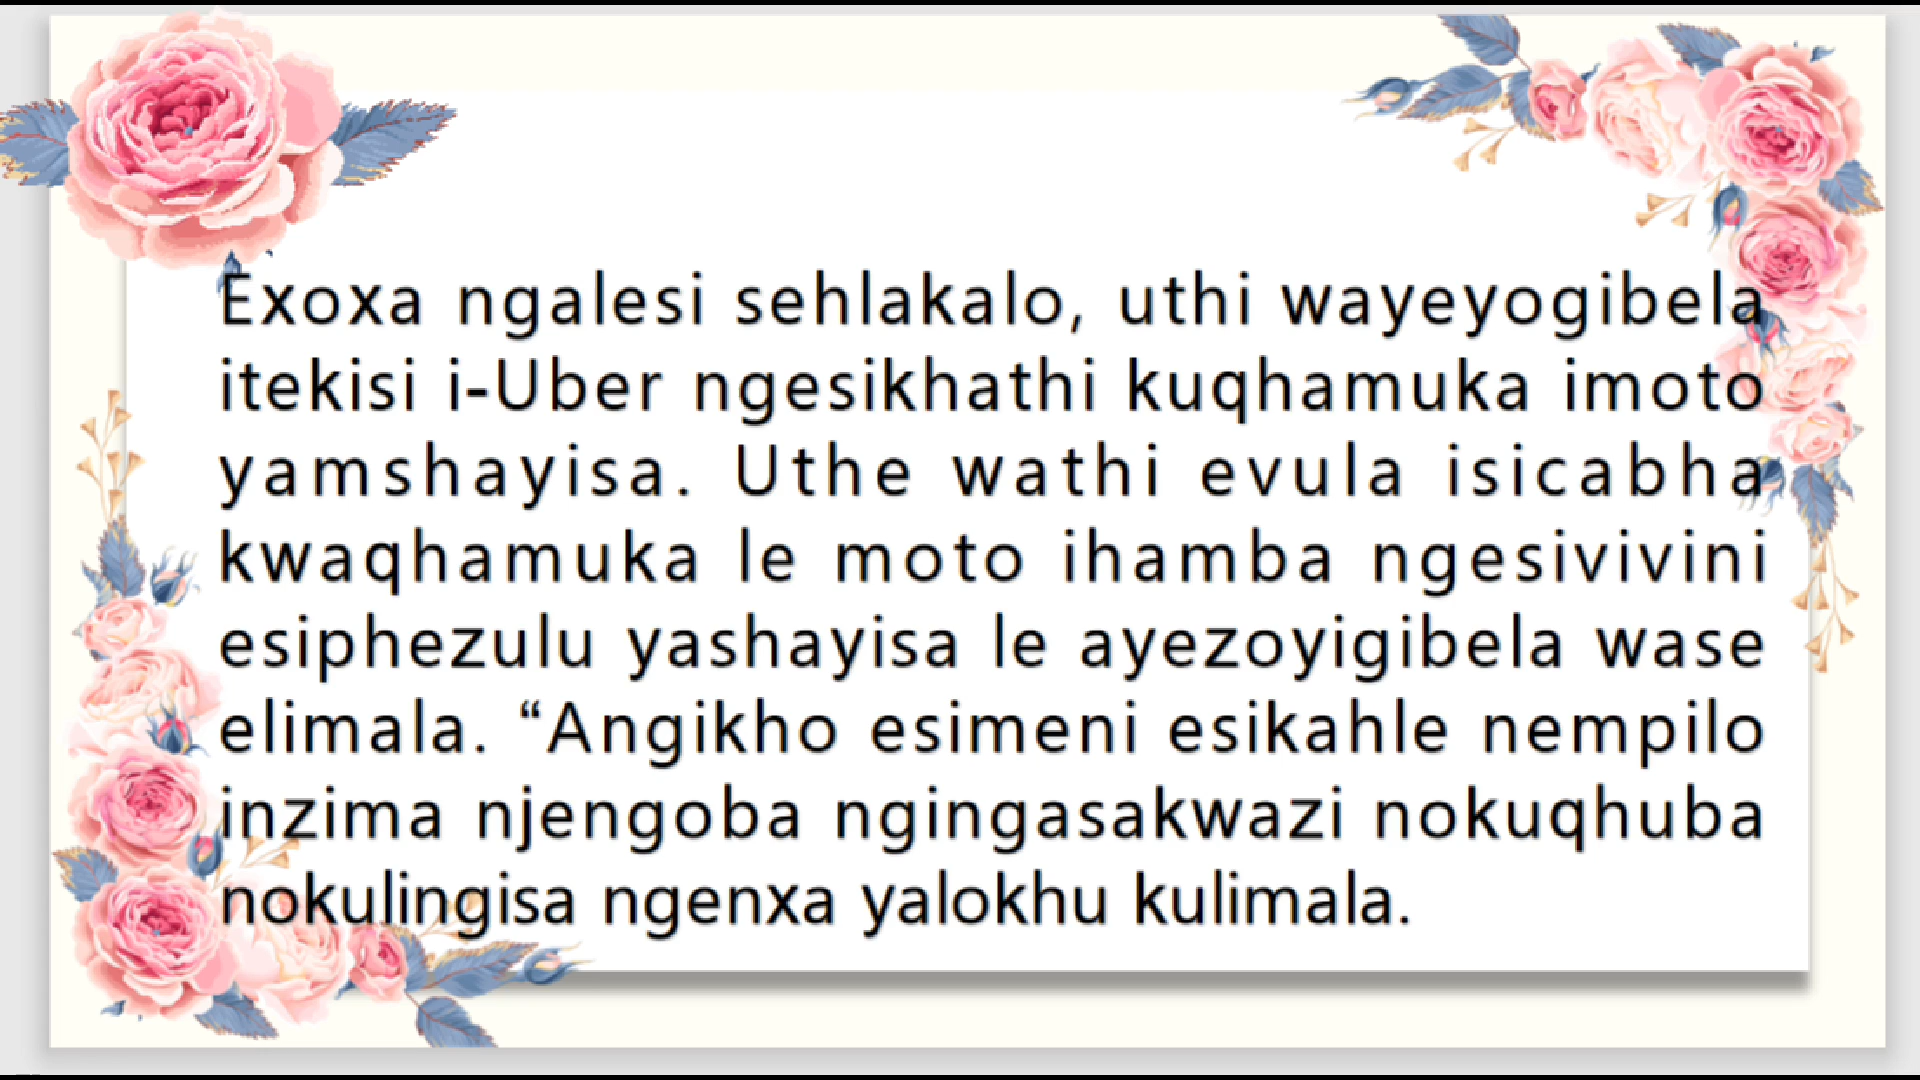 Exoxa ngalesi sehlakalo, uthi wayeyogibela
itekisi i-Uber ngesikhathi kuqhamuka imoto
yamshayisa. Uthe wathi evula isicabha
kwaqhamuka le moto ihamba ngesivivini
esiphezulu yashayisa le ayezoyigibela wase
elimala. “Angikho esimeni esikahle nempilo
inzima njengoba ngingasakwazi nokuqhuba
nokulingisa ngenxa yalokhu kulimala.